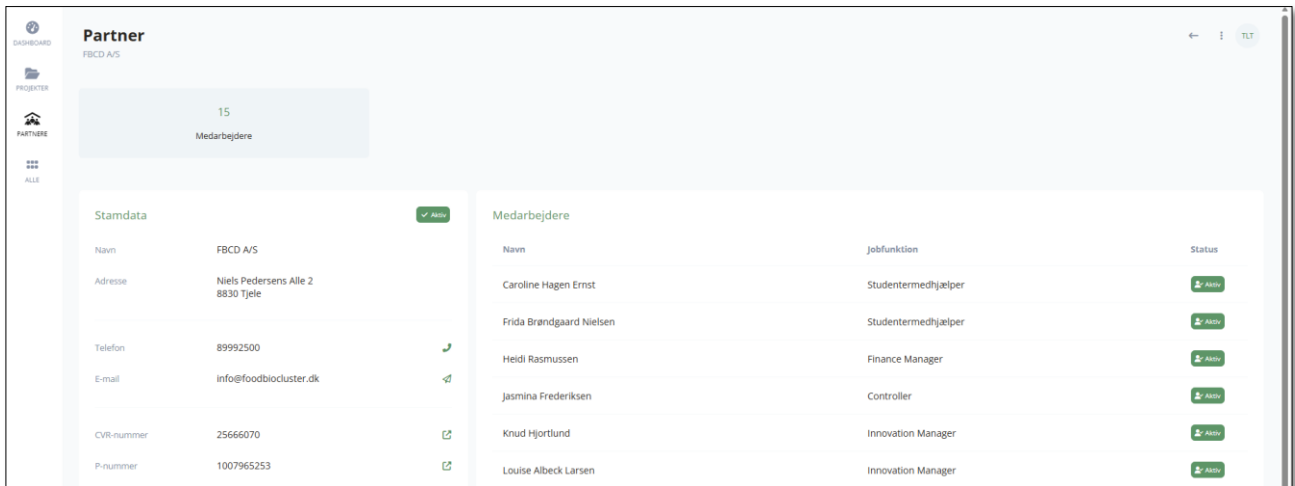 DASHBOARD
PROJEKTER
PARTNERE
ALLE
Partner
FBCD A/S
TLT
15
Medarbejdere
Stamdata
Aktiv
Navn FBCD A/S
Adresse Niels Pedersens Alle 2
8830 Tjele
Telefon 89992500
E-mail info@foodbiocluster.dk
CVR-nummer 25666070
P-nummer 1007965253
Medarbejdere
Navn Jobfunktion Status
Caroline Hagen Ernst Studentermedhjælper Aktiv
Frida Brøndgaard Nielsen Studentermedhjælper Aktiv
Heidi Rasmussen Finance Manager Aktiv
Jasmina Frederiksen Controller Aktiv
Knud Hjortlund Innovation Manager Aktiv
Louise Albeck Larsen Innovation Manager Aktiv